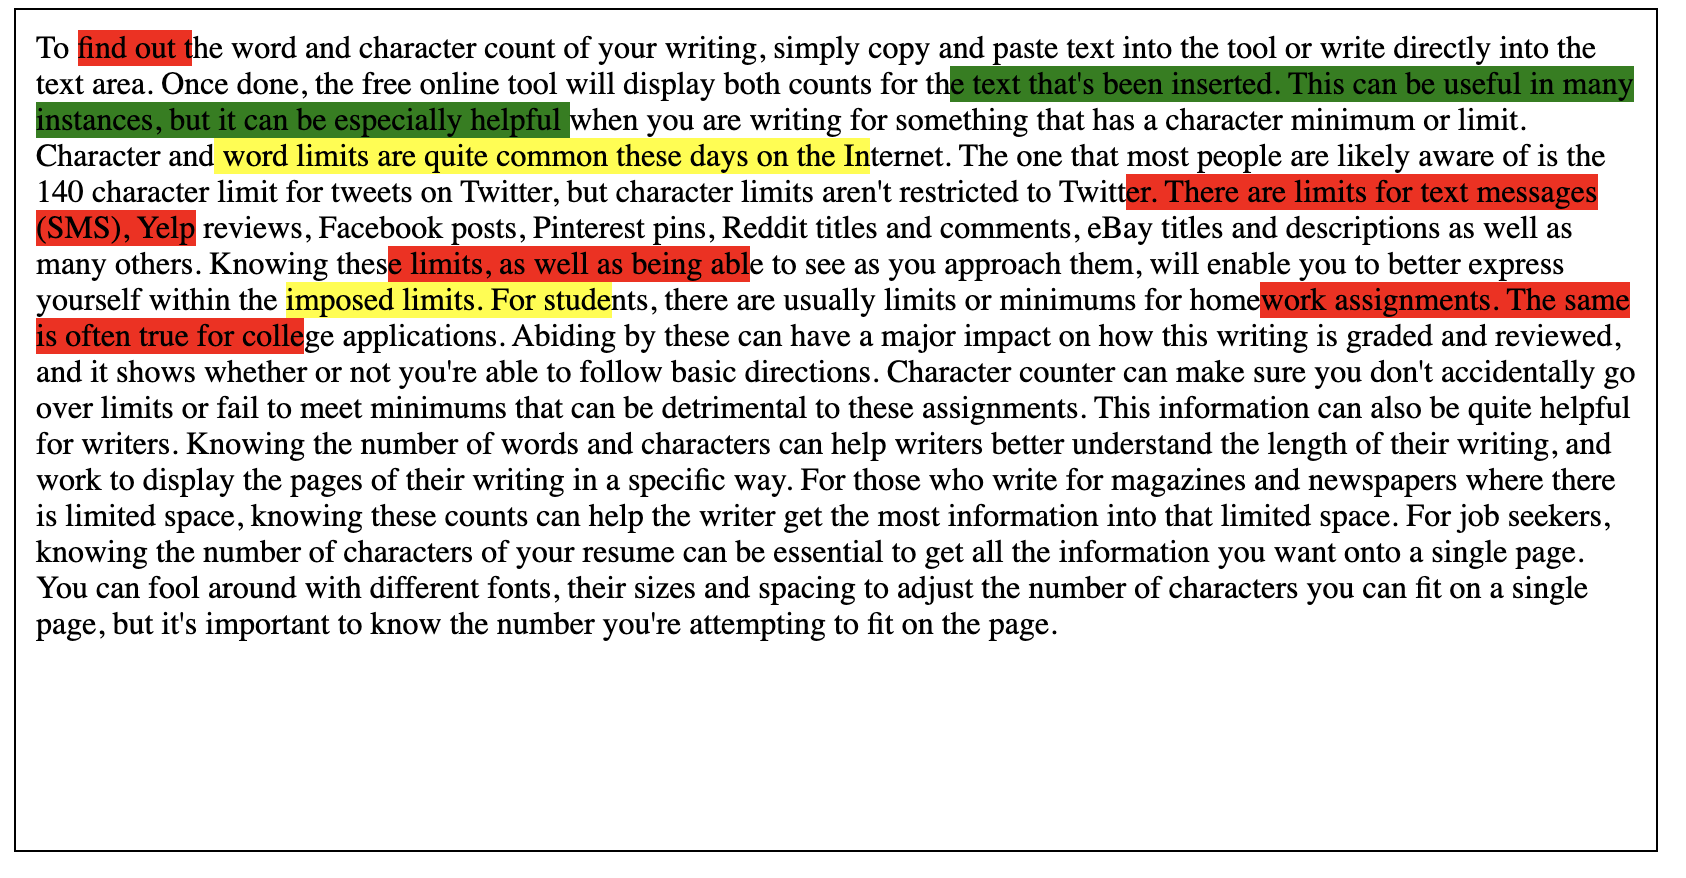 To find out the word and character count of your writing, simply copy and paste text into the tool or write directly into the
text area. Once done, the free online tool will display both counts for the text that's been inserted. This can be useful in many
instances, but it can be especially helpful when you are writing for something that has a character minimum or limit.
Character and word limits are quite common these days on the Internet. The one that most people are likely aware of is the
140 character limit for tweets on Twitter, but character limits aren't restricted to Twitter. There are limits for text messages
(SMS), Yelp reviews, Facebook posts, Pinterest pins, Reddit titles and comments, eBay titles and descriptions as well as
many others. Knowing these limits, as well as being able to see as you approach them, will enable you to better express
yourself within the imposed limits. For students, there are usually limits or minimums for homework assignments. The same
is often true for college applications. Abiding by these can have a major impact on how this writing is graded and reviewed,
and it shows whether or not you're able to follow basic directions. Character counter can make sure you don't accidentally go
over limits or fail to meet minimums that can be detrimental to these assignments. This information can also be quite helpful
for writers. Knowing the number of words and characters can help writers better understand the length of their writing, and
work to display the pages of their writing in a specific way. For those who write for magazines and newspapers where there
is limited space, knowing these counts can help the writer get the most information into that limited space. For job seekers,
knowing the number of characters of your resume can be essential to get all the information you want onto a single page.
You can fool around with different fonts, their sizes and spacing to adjust the number of characters you can fit on a single
page, but it's important to know the number you're attempting to fit on the page.